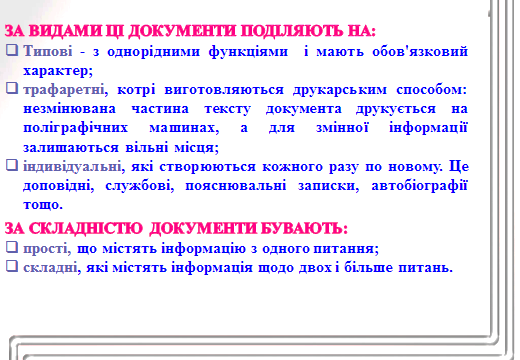 ЗА ВИДАМИ ЦІ ДОКУМЕНТИ ПОДІЛЯЮТЬ НА:
Типові - з однорідними функціями і мають обов'язковий
характер;
трафаретні, котрі виготовляються друкарським способом:
незмінювана частина тексту документа друкується на
поліграфічних машинах, а для змінної інформації
залишаються вільні місця;
індивідуальні, які створюються кожного разу по новому. Це
доповідні, службові, пояснювальні записки, автобіографії
тощо.
ЗА СКЛАДНІСТЮ ДОКУМЕНТИ БУВАЮТЬ:
прості, що містять інформацію з одного питання;
складні, які містять інформація щодо двох і більше питань.